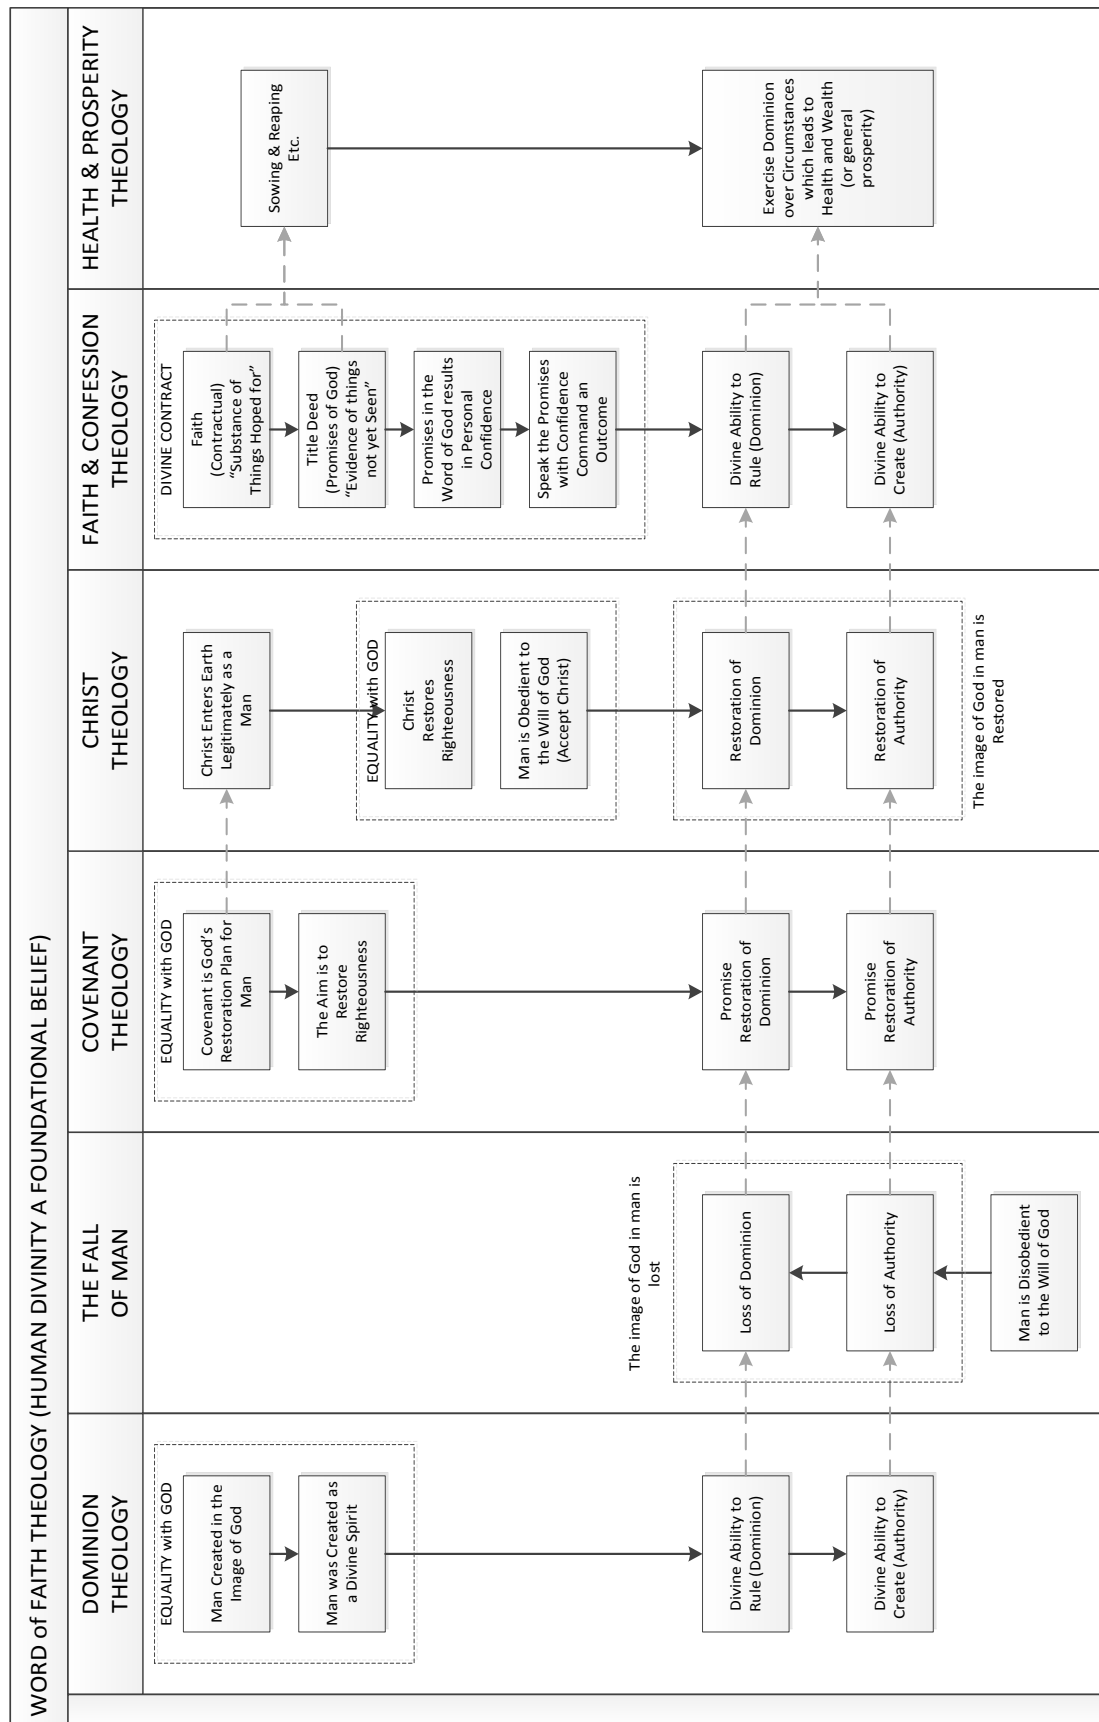 WORD of FAITH THEOLOGY (HUMAN DIVINITY A FOUNDATIONAL BELIEF)
DOMINION
THEOLOGY
EQUALITY with GOD
Man Created in the
Image of God
Man was Created as
a Divine Spirit
Divine Ability to
Rule (Dominion)
Divine Ability to
Create (Authority)
THE FALL
OF MAN
The image of God in man is
lost
Loss of Dominion
Loss of Authority
Man is Disobedient
to the Will of God
COVENANT
THEOLOGY
EQUALITY with GOD
Covenant is God's
Restoration Plan for
Man
The Aim is to
Restore
Righteousness
Promise
Restoration of
Dominion
Promise
Restoration of
Authority
CHRIST
THEOLOGY
Christ Enters Earth
Legitimately as a
Man
EQUALITY with GOD
Christ
Restores
Righteousness
Man is Obedient to
the Will of God
(Accept Christ)
Restoration of
Dominion
Restoration of
Authority
The image of God in man is
Restored
FAITH & CONFESSION
THEOLOGY
DIVINE CONTRACT
Faith
(Contractual)
“Substance of
Things Hoped for”
Title Deed
(Promises of God)
“Evidence of things
not yet Seen”
Promises in the
Word of God results
in Personal
Confidence
Speak the Promises
with Confidence
Command an
Outcome
Divine Ability to
Rule (Dominion)
Divine Ability to
Create (Authority)
HEALTH & PROSPERITY
THEOLOGY
Sowing & Reaping
Etc.
Exercise Dominion
over Circumstances
which leads to
Health and Wealth
(or general
prosperity)